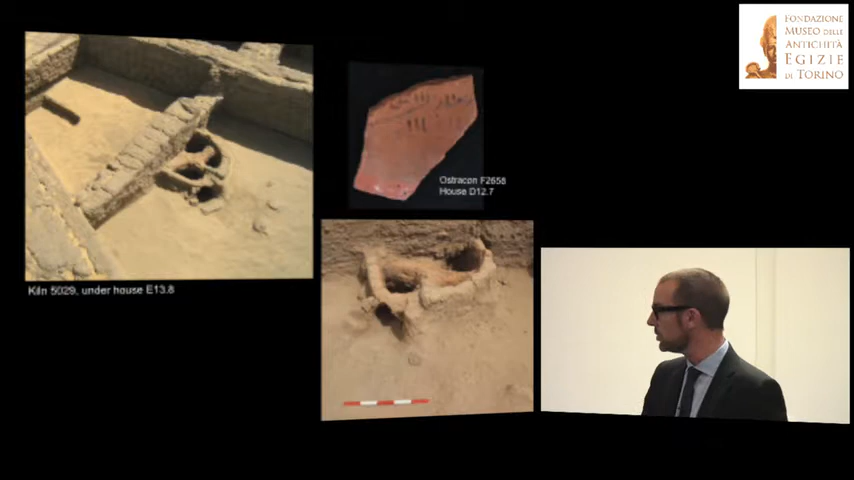 FONDAZIONE
MUSEO DELLE
ANTICHITÀ
EGIZIE
DI TORINO
Ostracon F2658
House D12.7
Kiln 5029, under house E13.8